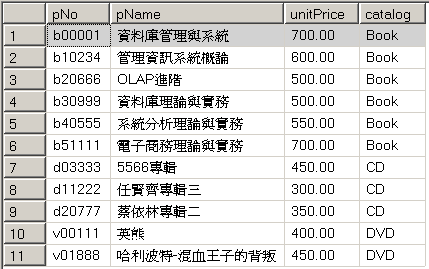 pNo pName unitPrice catalog
1 b00001 資料庫管理與系統 700.00 Book
2 b10234 管理資訊系統概論 600.00 Book
3 b20666 OLAP進階 500.00 Book
4 b30999 資料庫理論與實務 500.00 Book
5 b40555 系統分析理論與實務 550.00 Book
6 b51111 電子商務理論與實務 700.00 Book
7 d03333 5566專輯 450.00 CD
8 d11222 任賢齊專輯三 300.00 CD
9 d20777 蔡依林專輯二 350.00 CD
10 v00111 英熊 400.00 DVD
11 v01888 哈利波特-混血王子的背叛 450.00 DVD